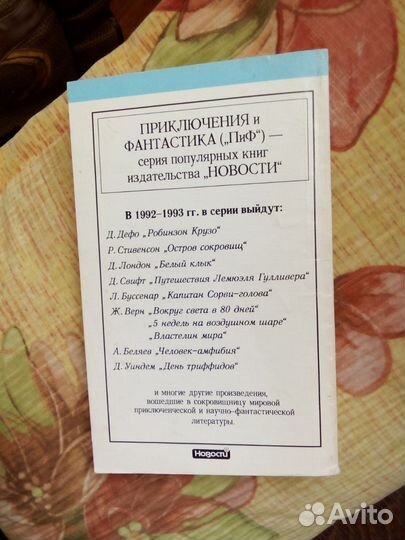 ПРИКЛЮЧЕНИЯ и
ФАНТАСТИКА („ПиФ“) —
серия популярных книг
издательства „НОВОСТИ“
В 1992–1993 гг. в серии выйдут:
Д. Дефо „Робинзон Крузо“
Р. Стивенсон „Остров сокровищ“
Д. Лондон „Белый клык“
Д. Свифт „Путешествия Лемюэля Гулливера“
Л. Буссенар „Капитан Сорви-голова“
Ж. Верн „Вокруг света в 80 дней“
„5 недель на воздушном шаре“
„Властелин мира“
А. Беляев „Человек-амфибия“
Д. Уиндем „День триффидов“
и многие другие произведения,
вошедшие в сокровищницу мировой
приключенческой и научно-фантастической
литературы.
Новости
Avito